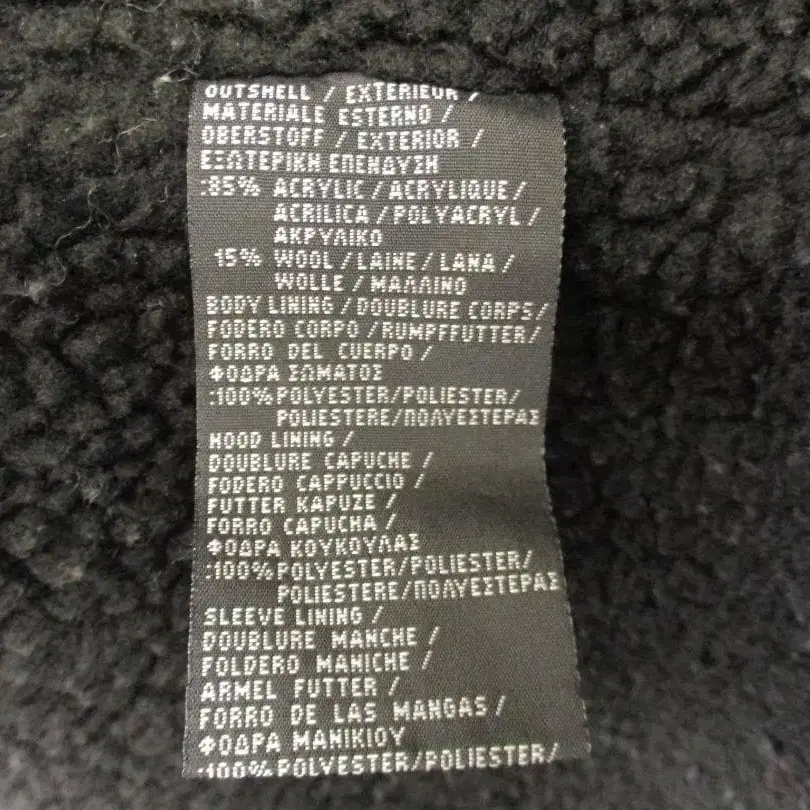 OUTSHELL / EXTERIEUR /
MATERIALE ESTERNO /
OBERSTOFF / EXTERIOR /
ΕΞΩΤΕΡΙΚΗ ΕΠΕΝΔΥΣΗ
:85% ACRYLIC / ACRYLIQUE /
ACRILICA / POLYACRYL /
ΑΚΡΥΛΙΚΟ
15% WOOL / LAINE / LANA /
WOLLE / ΜΑΛΛΙΝΟ
BODY LINING / DOUBLURE CORPS/
FODERO CORPO /RUMPFFUTTER/
FORRO DEL CUERPO /
ΦΟΔΡΑ ΣΩΜΑΤΟΣ
:100% POLYESTER/POLIESTER/
POLIESTERE/ΠΟΛΥΕΣΤΕΡΑΣ
HOOD LINING /
DOUBLURE CAPUCHE /
FODERO CAPPUCCIO /
FUTTER KAPUZE /
FORRO CAPUCHA /
ΦΟΔΡΑ ΚΟΥΚΟΥΛΑΣ
:100% POLYESTER/POLIESTER/
POLIESTERE/ΠΟΛΥΕΣΤΕΡΑΣ
SLEEVE LINING /
DOUBLURE MANCHE /
FOLDERO MANICHE /
ARMEL FUTTER /
FORRO DE LAS MANGAS /
ΦΟΔΡΑ ΜΑΝΙΚΙΟΥ
:100% POLYESTER/POLIESTER/